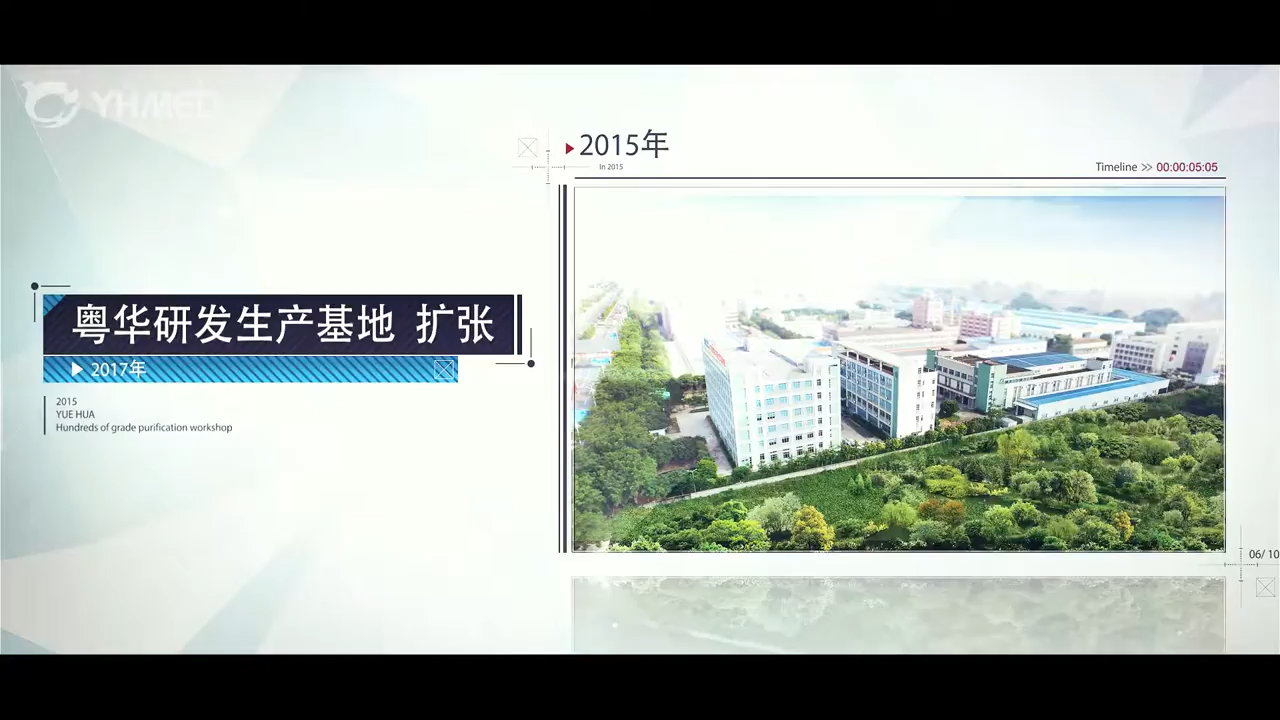 YHMED
2015年
In 2015
Timeline >> 00:00:05:05
粤华研发生产基地 扩张
2017年
2015
YUE HUA
Hundreds of grade purification workshop
06/ 10